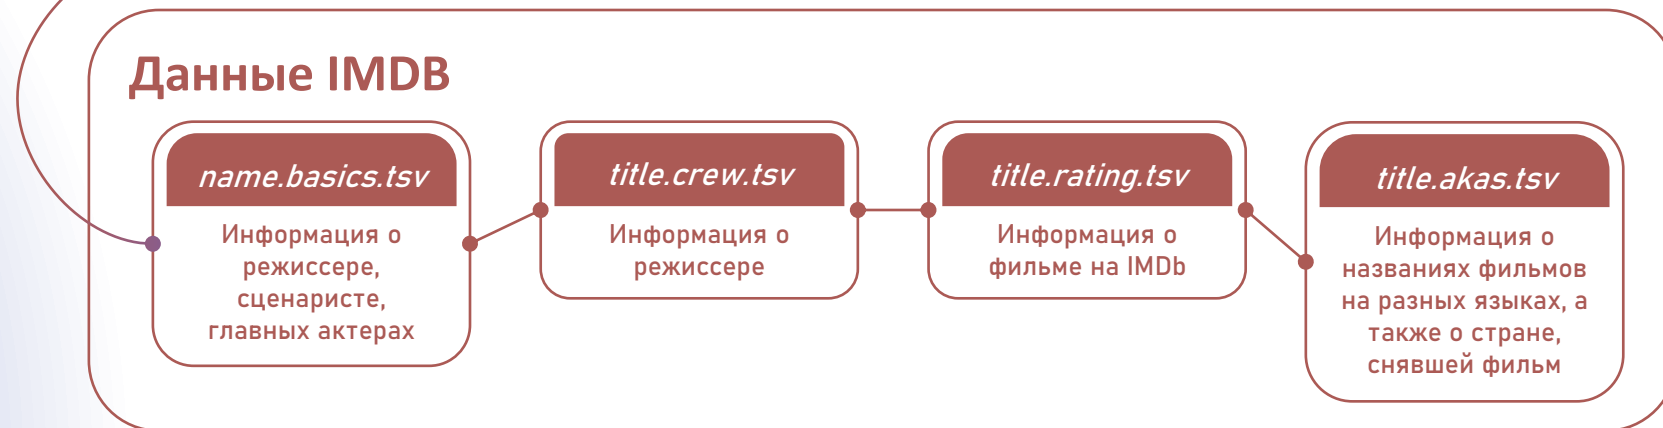 Данные IMDB
name.basics.tsv
Информация о
режиссере,
сценаристе,
главных актерах
title.crew.tsv
Информация о
режиссере
title.rating.tsv
Информация о
фильме на IMDb
title.akas.tsv
Информация о
названиях фильмов
на разных языках, а
также о стране,
снявшей фильм